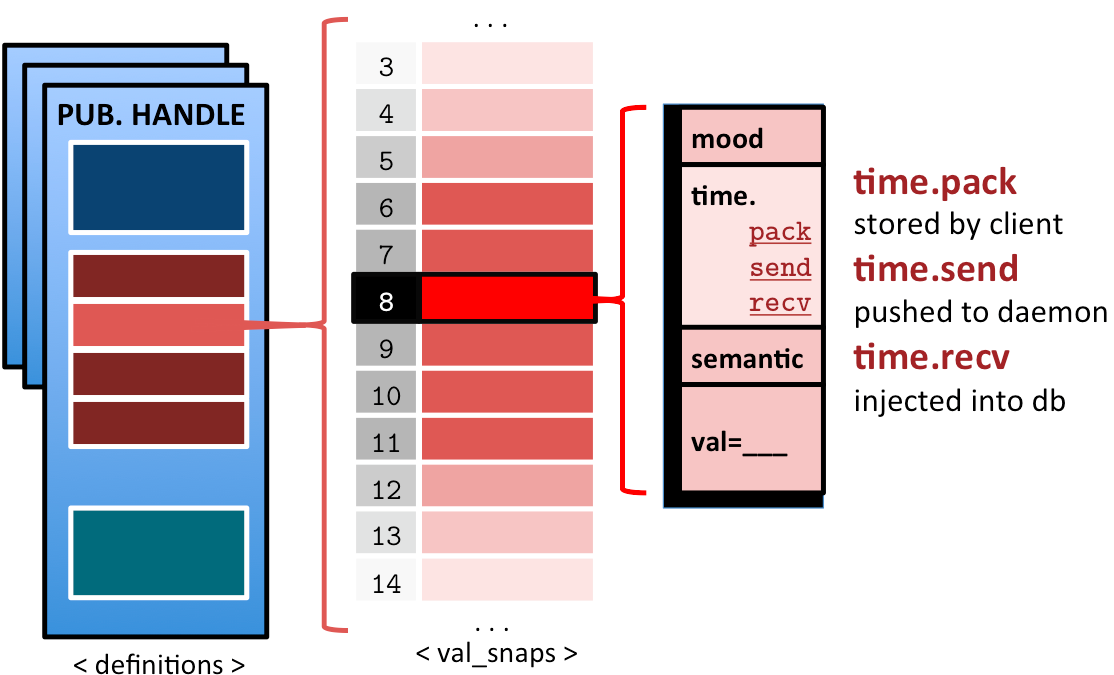 PUB. HANDLE
< definitions >
. . .
3
4
5
6
7
8
9
10
11
12
13
14
. . .
< val_snaps >
mood
time.
pack
send
recv
semantic
val=___
time.pack
stored by client
time.send
pushed to daemon
time.recv
injected into db